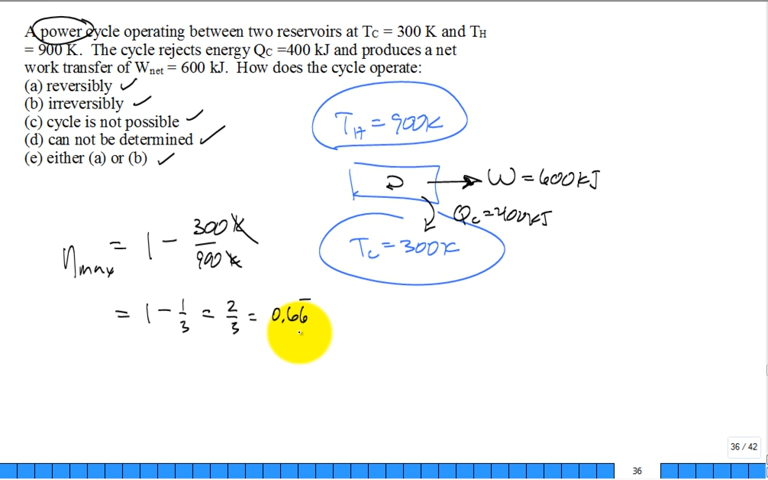 A power cycle operating between two reservoirs at TC = 300 K and TH
= 900 K. The cycle rejects energy QC =400 kJ and produces a net
work transfer of Wnet = 600 kJ. How does the cycle operate:
(a) reversibly ✓
(b) irreversibly ✓
(c) cycle is not possible ✓
(d) can not be determined ✓
(e) either (a) or (b) ✓
TH = 900K
W = 600KJ
QC = 400KJ
TC = 300K
ηmax = 1 - 300K/900K
= 1 - 1/3 = 2/3 = 0.66̅
36 / 42
36